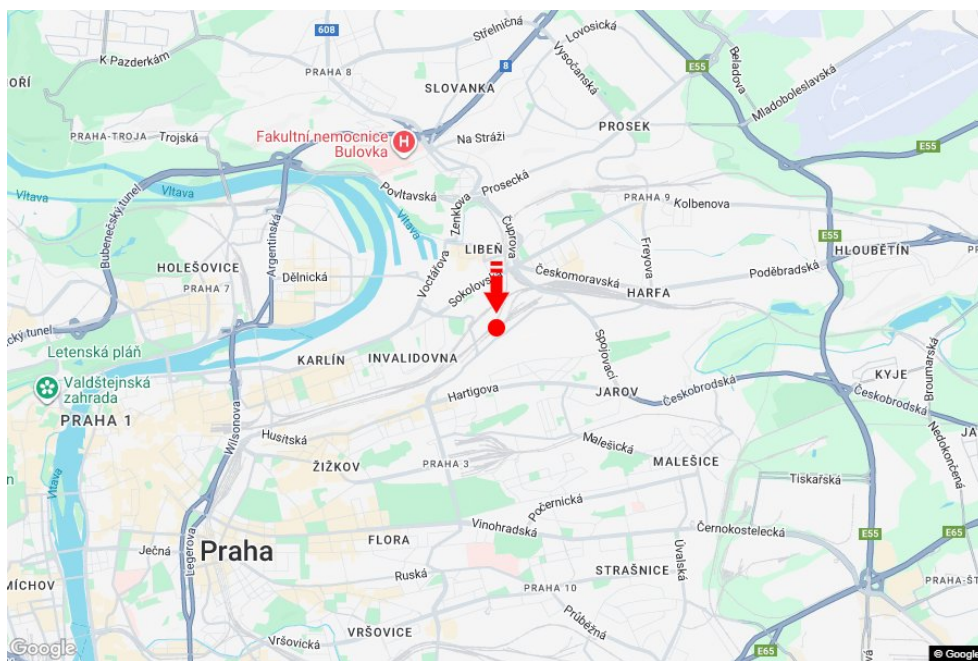 Střelničná
Lovosická
608
K Pazderkám
PRAHA 8
8
Vysočanská
E55
Beladova
OŘÍ
SLOVANKA
Mladoboleslavská
PRAHA-TROJA
Trojská
Na Stráži
PROSEK
Fakultní nemocnice
Bulovka
H
E55
Vltava
Vltava
Povltavská
Prosecká
PRAHA 9
Kolbenova
Bubenečský tunel
Argentinská
Vltava
Zenklova
Čuprova
E55
HLOUBĚTÍN
LIBEŇ
Freyova
HOLEŠOVICE
Dělnická
Voctářova
Českomoravská
Poděbradská
PRAHA 7
Sokolovská
HARFA
cký tunel
Letenská pláň
KARLÍN
INVALIDOVNA
Spojovací
Valdštejnská
zahrada
Hartigova
JAROV
Českobrodská
KYJE
Broumarská
Českobrodská
PRAHA 1
Wilsonova
Husitská
Malešická
Nedokončená
JA
ŽIŽKOV
PRAHA 3
MALEŠICE
n
Vltava
Tiskařská
Počernická
Vinohradská
Černokostelecká
E55
E65
Ječná
Praha
Legerova
FLORA
Úvalská
MÍCHOV
Ruská
STRAŠNICE
PRAHA-ŠT
PRAHA 10
VRŠOVICE
Průběžná
Vršovická
Google
© Google